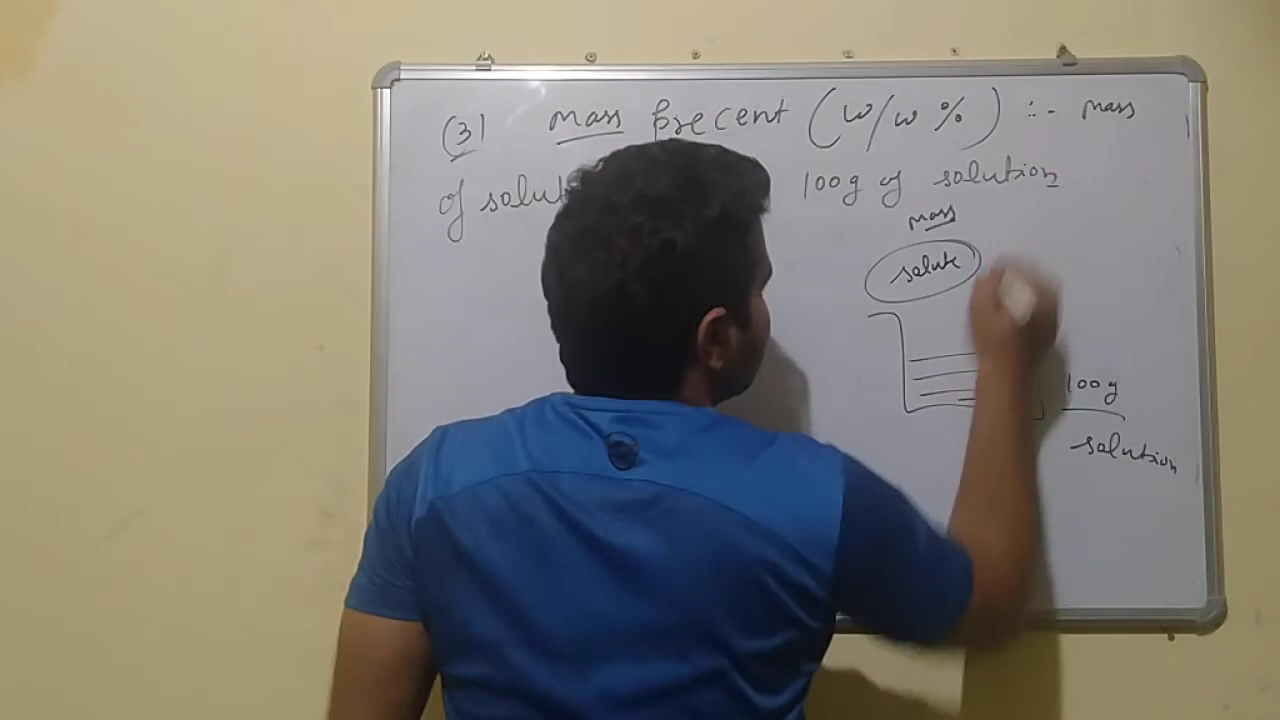 (3) mass precent (w/w %) :- mass
of solut 100g of solution
mass
solute
100g
solution